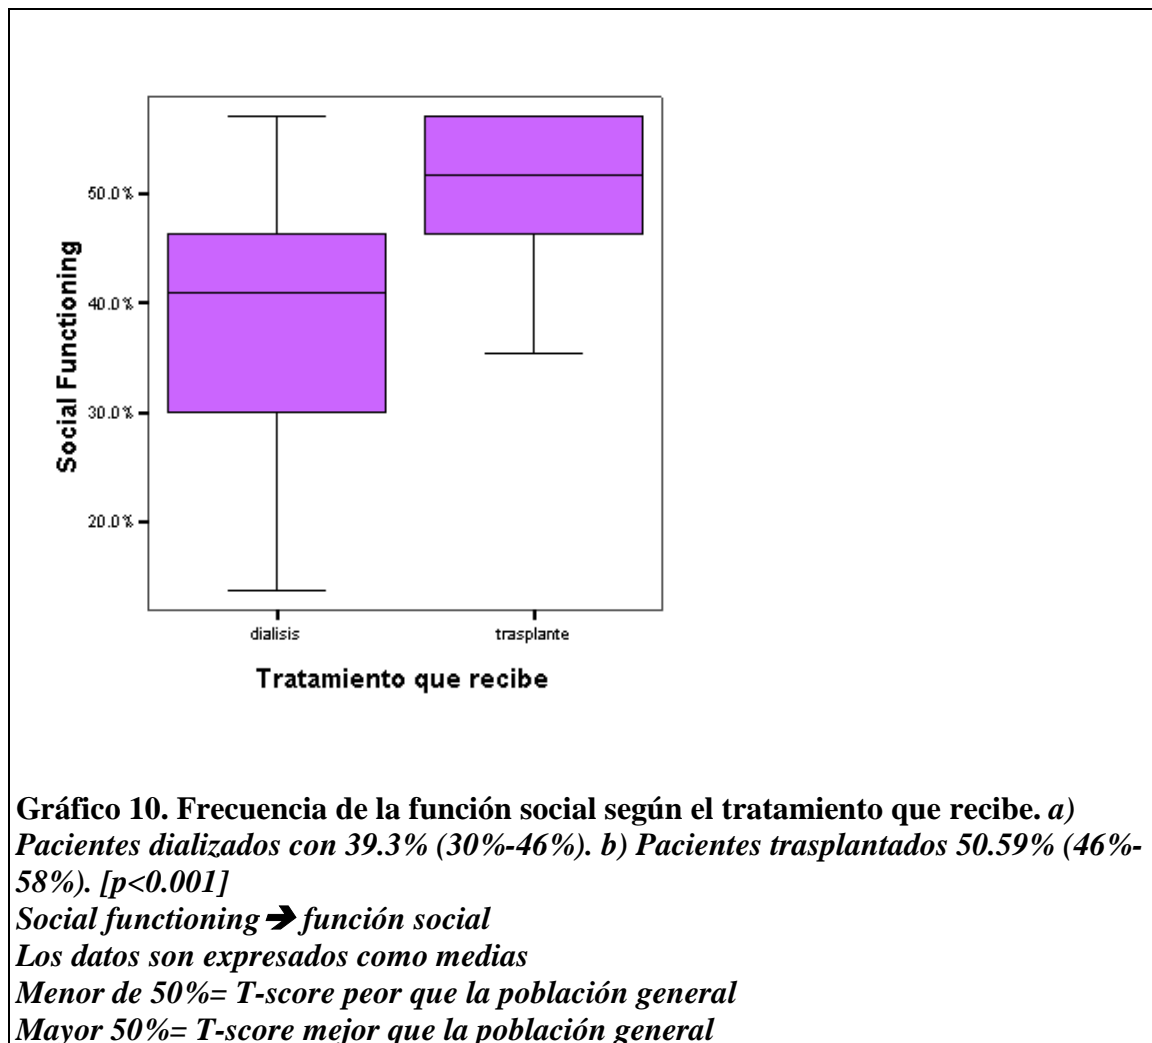 50.0%
40.0%
30.0%
20.0%
Social Functioning
dialisis
trasplante
Tratamiento que recibe
Gráfico 10. Frecuencia de la función social según el tratamiento que recibe. a)
Pacientes dializados con 39.3% (30%-46%). b) Pacientes trasplantados 50.59% (46%-
58%). [p<0.001]
Social functioning ➔ función social
Los datos son expresados como medias
Menor de 50%= T-score peor que la población general
Mayor 50%= T-score mejor que la población general